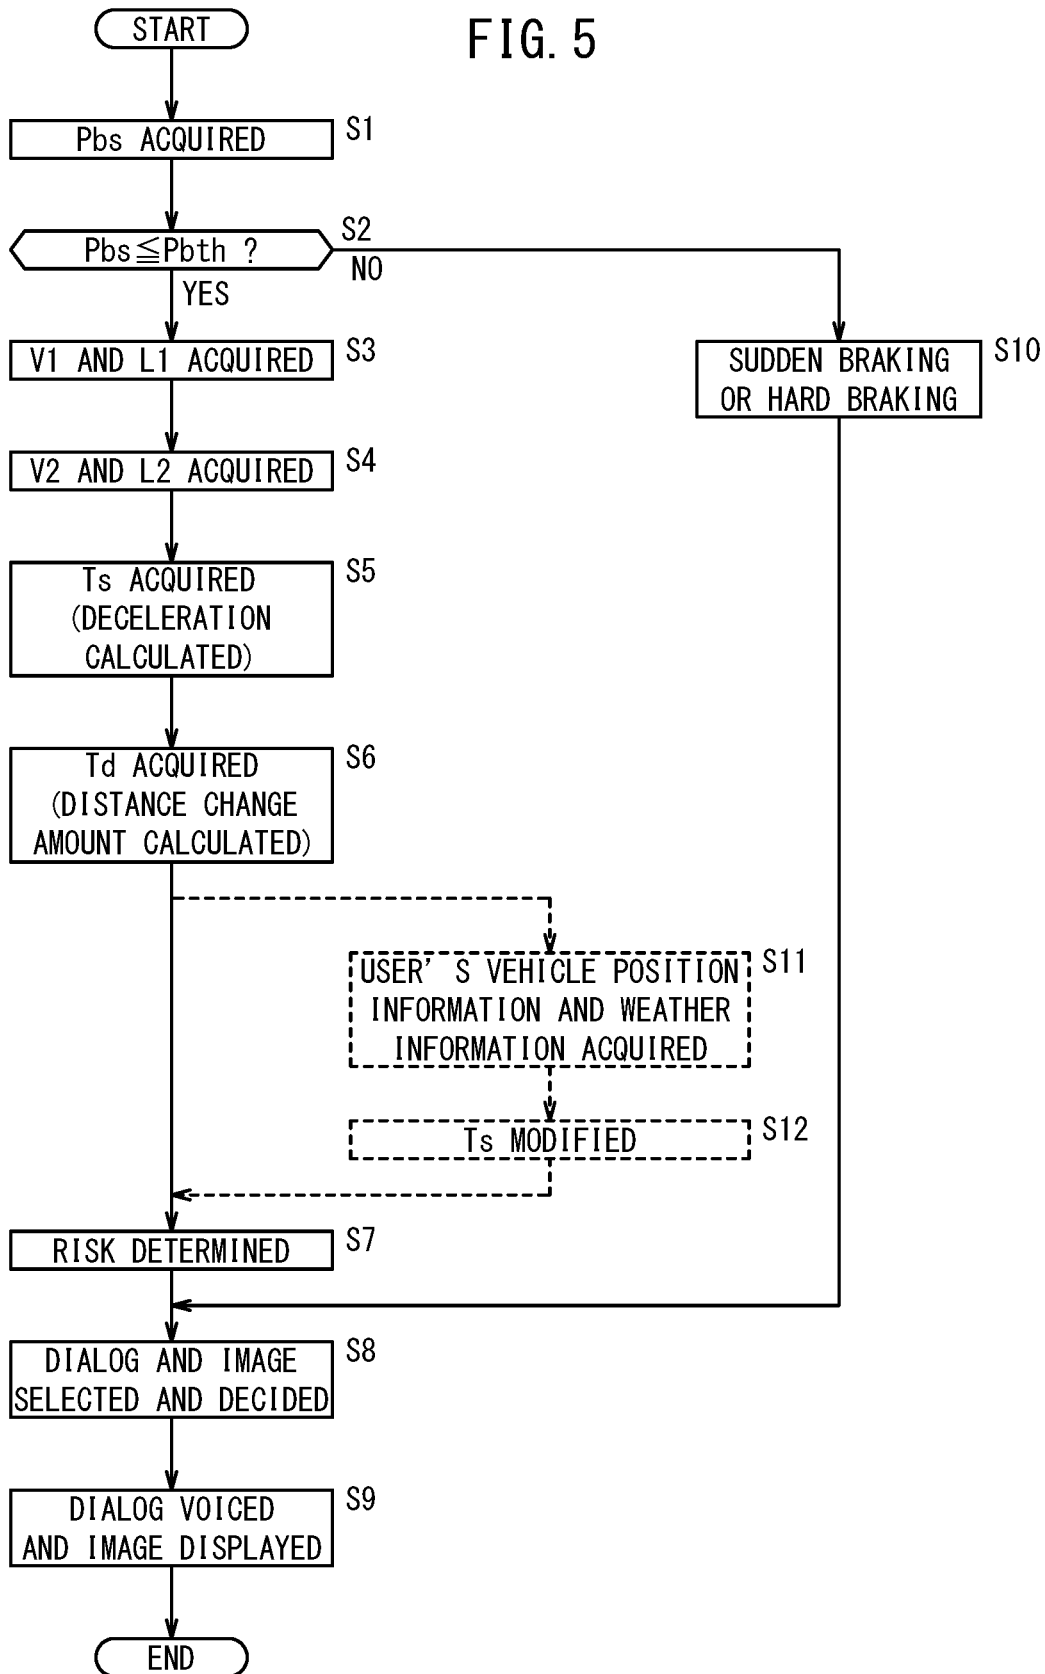 START
FIG. 5
Pbs ACQUIRED
S1
Pbs≦Pbth ?
S2
NO
YES
V1 AND L1 ACQUIRED
S3
SUDDEN BRAKING
OR HARD BRAKING
S10
V2 AND L2 ACQUIRED
S4
Ts ACQUIRED
(DECELERATION
CALCULATED)
S5
Td ACQUIRED
(DISTANCE CHANGE
AMOUNT CALCULATED)
S6
USER'S VEHICLE POSITION
INFORMATION AND WEATHER
INFORMATION ACQUIRED
S11
Ts MODIFIED
S12
RISK DETERMINED
S7
DIALOG AND IMAGE
SELECTED AND DECIDED
S8
DIALOG VOICED
AND IMAGE DISPLAYED
S9
END